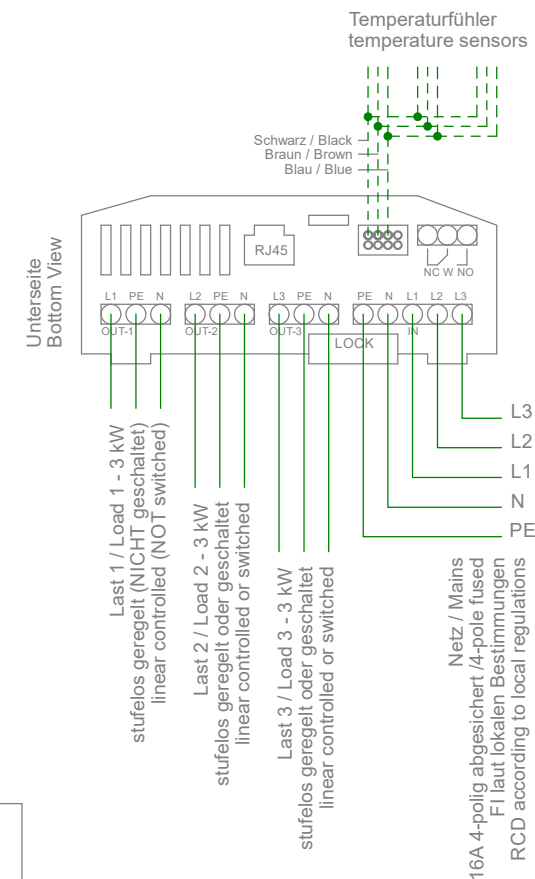 Temperaturfühler
temperature sensors
Schwarz / Black
Braun / Brown
Blau / Blue
Unterseite
Bottom View
RJ45
NC W NO
L1 PE N
OUT-1
L2 PE N
OUT-2
L3 PE N
OUT-3
PE N L1 L2 L3
IN
LOCK
L3
L2
L1
N
PE
Last 1 / Load 1 - 3 kW
stufelos geregelt (NICHT geschaltet)
linear controlled (NOT switched)
Last 2 / Load 2 - 3 kW
stufelos geregelt oder geschaltet
linear controlled or switched
Last 3 / Load 3 - 3 kW
stufelos geregelt oder geschaltet
linear controlled or switched
Netz / Mains
16A 4-polig abgesichert /4-pole fused
FI laut lokalen Bestimmungen
RCD according to local regulations